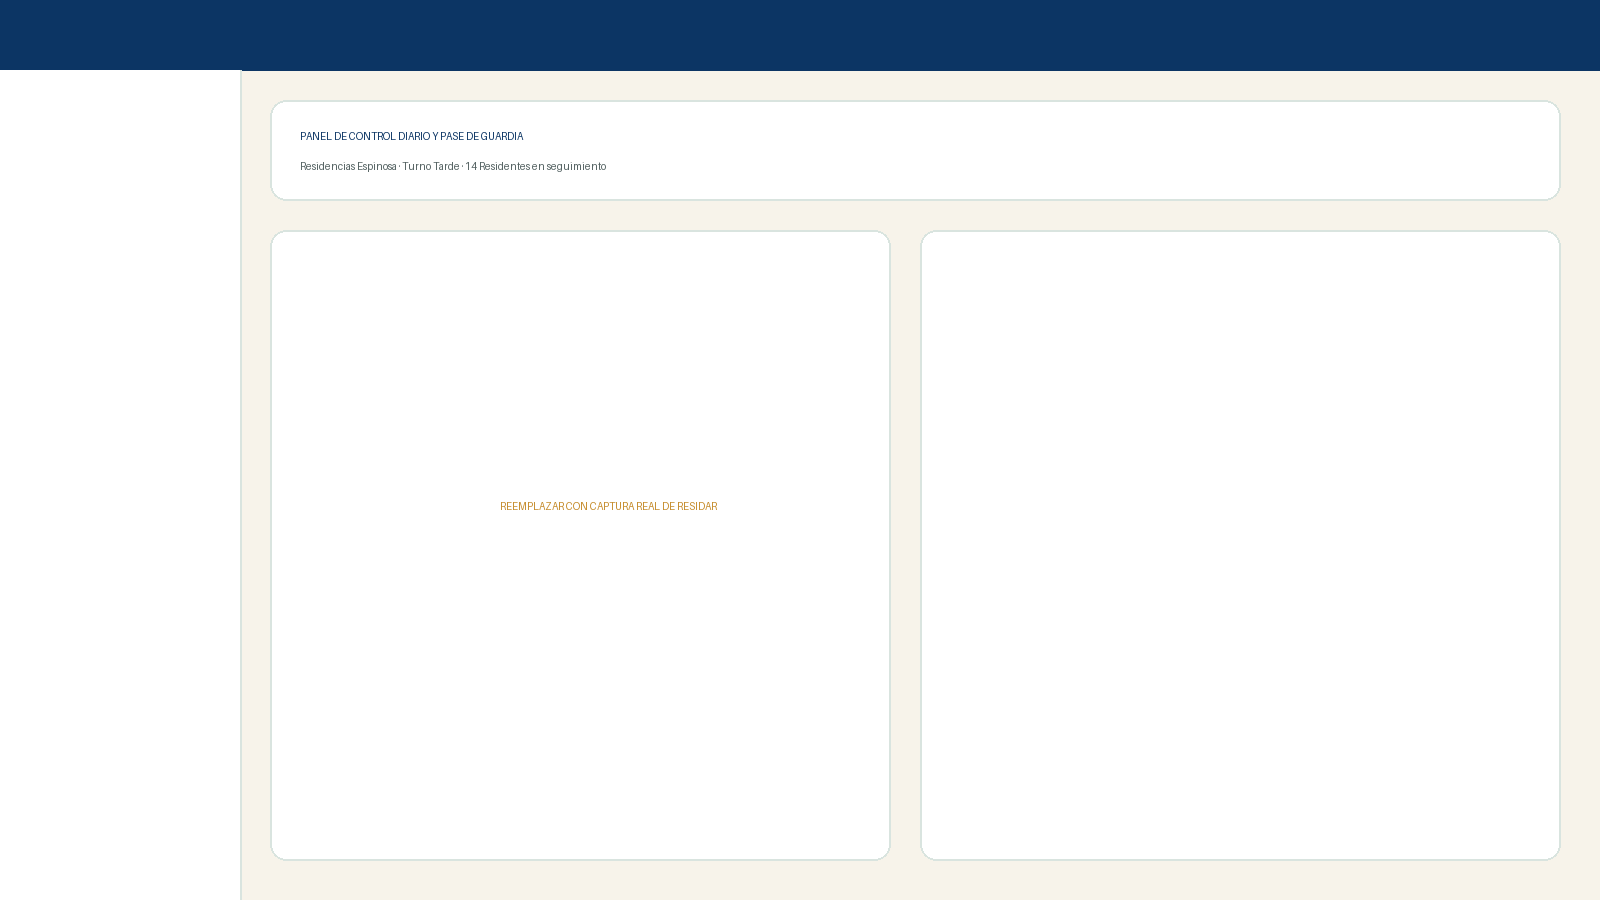 PANEL DE CONTROL DIARIO Y PASE DE GUARDIA
Residencias Espinosa · Turno Tarde · 14 Residentes en seguimiento
REEMPLAZAR CON CAPTURA REAL DE RESIDAR